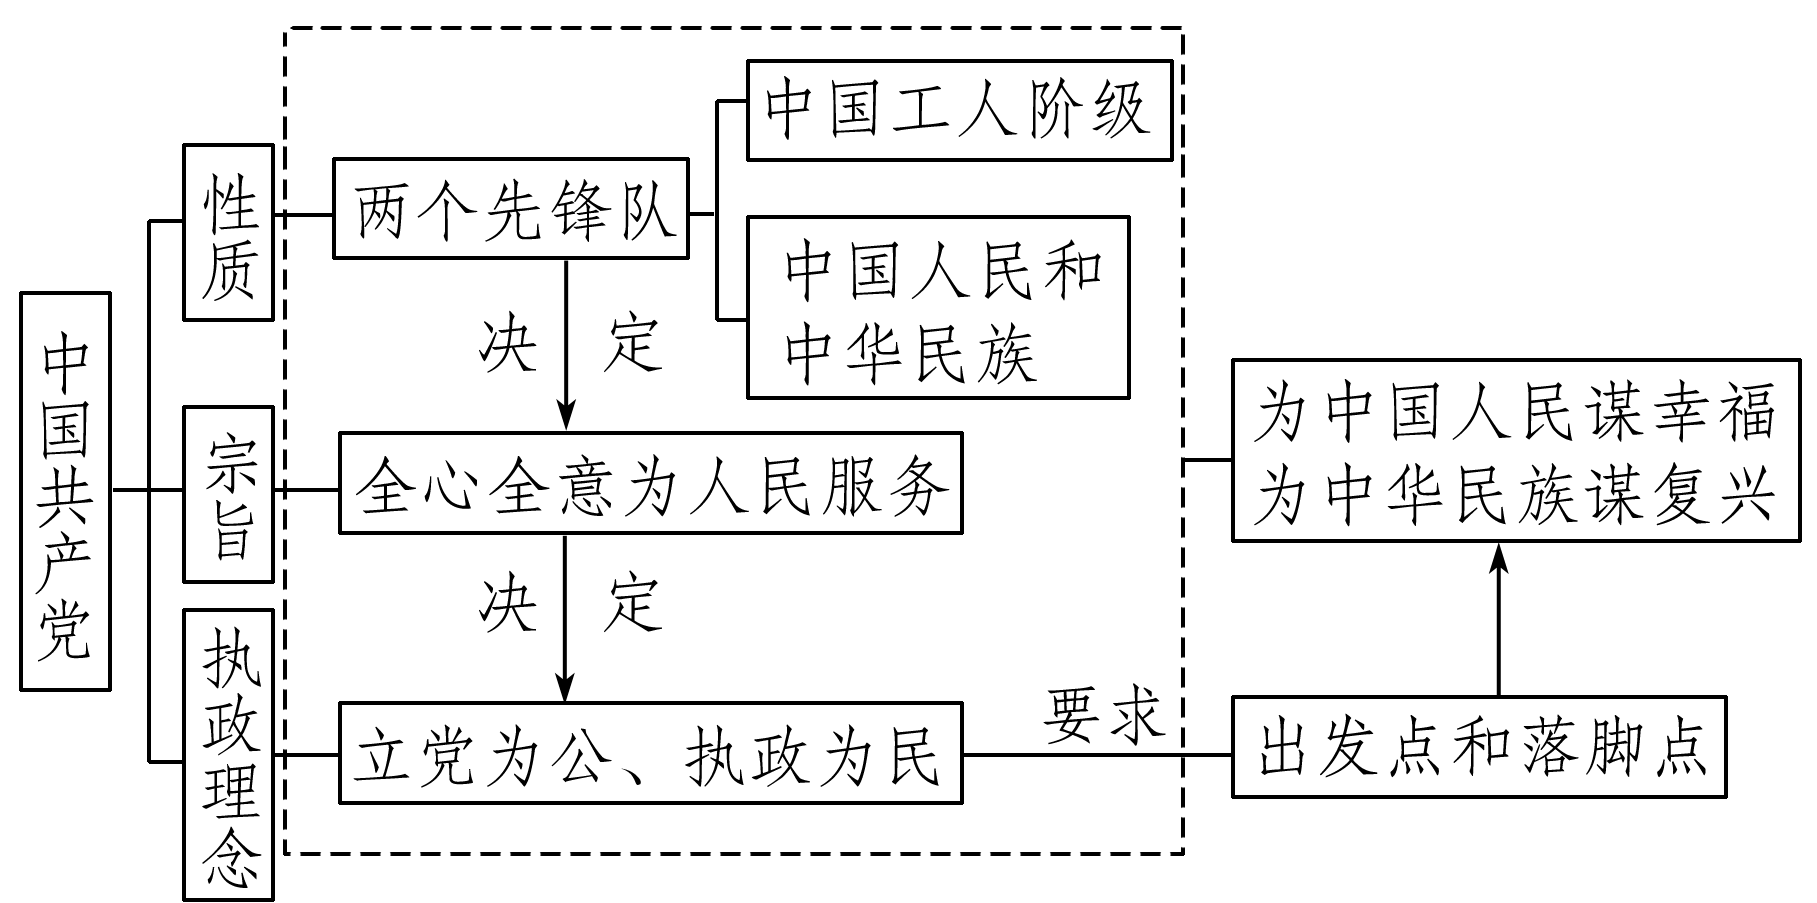 中国共产党
性质
两个先锋队
中国工人阶级
中国人民和
中华民族
决定
宗旨
全心全意为人民服务
决定
执政理念
立党为公、执政为民
要求
出发点和落脚点
为中国人民谋幸福
为中华民族谋复兴